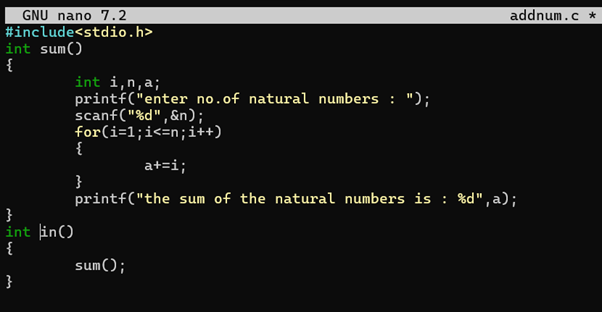 GNU nano 7.2 addnum.c *
#include<stdio.h>
int sum()
{
int i,n,a;
printf("enter no.of natural numbers : ");
scanf("%d",&n);
for(i=1;i<=n;i++)
{
a+=i;
}
printf("the sum of the natural numbers is : %d",a);
}
int in()
{
sum();
}